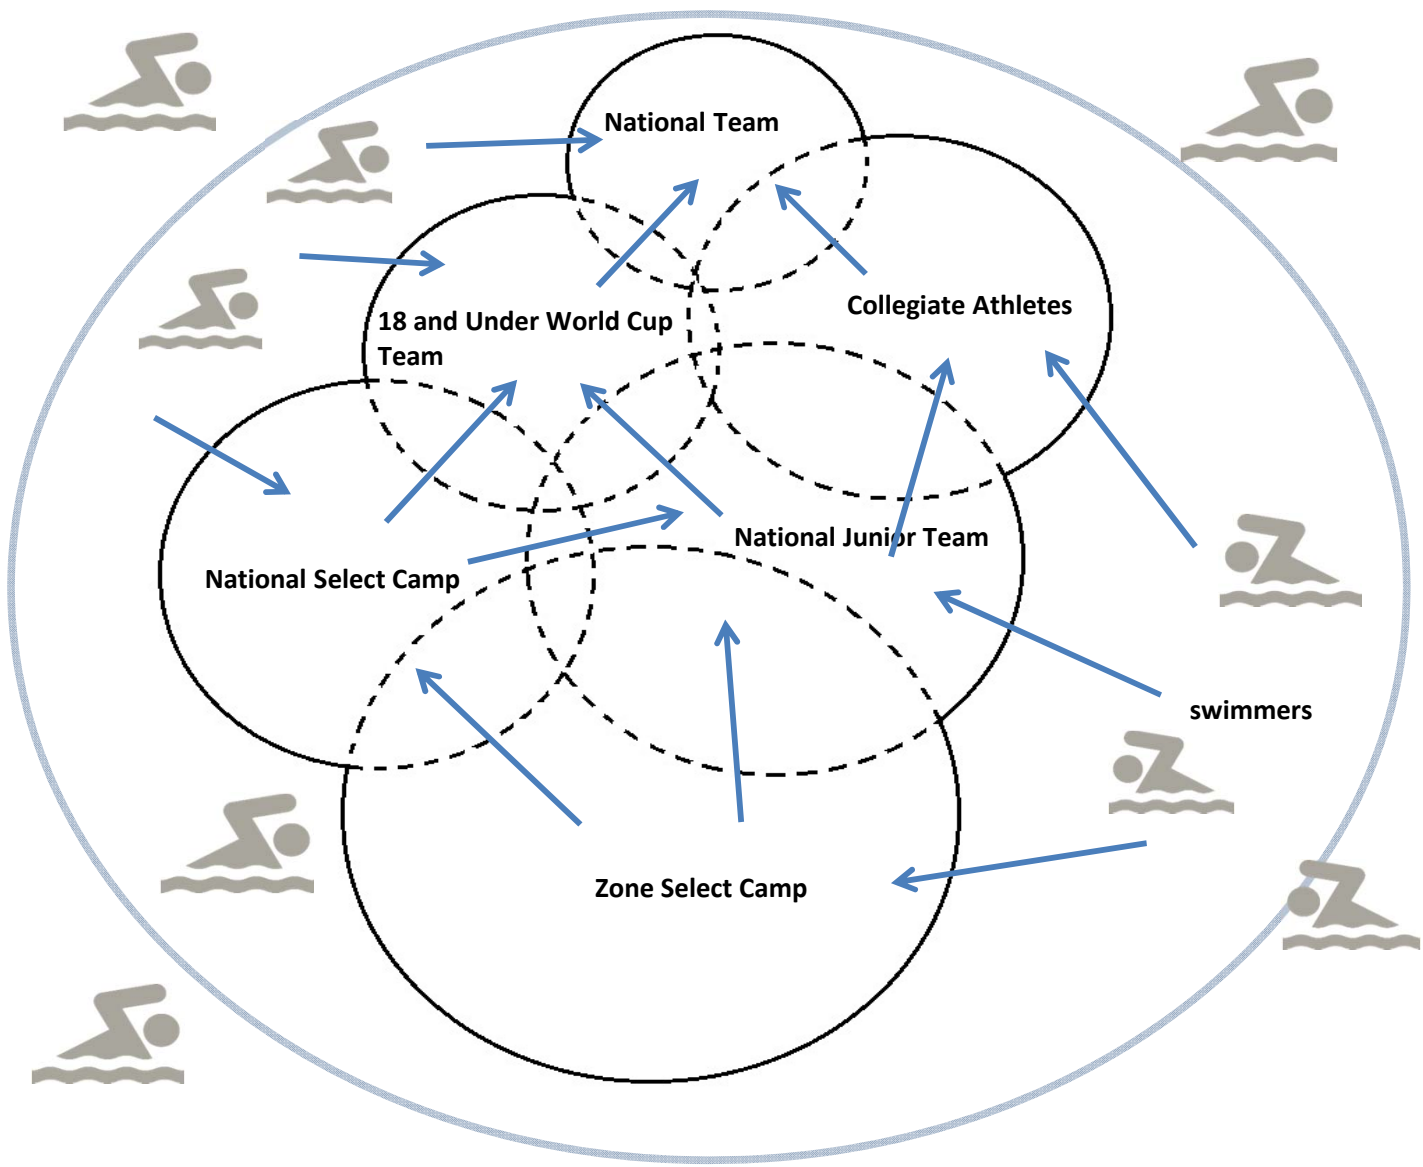 National Team
Collegiate Athletes
18 and Under World Cup
Team
National Junior Team
National Select Camp
swimmers
Zone Select Camp